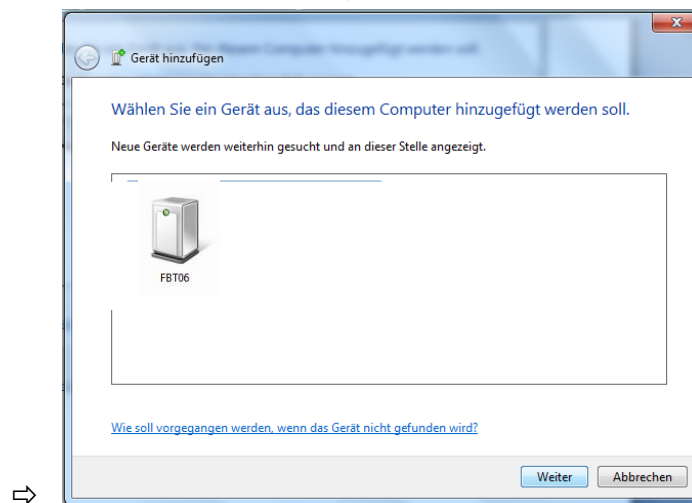 Gerät hinzufügen
Wählen Sie ein Gerät aus, das diesem Computer hinzugefügt werden soll.
Neue Geräte werden weiterhin gesucht und an dieser Stelle angezeigt.
FBT06
Wie soll vorgegangen werden, wenn das Gerät nicht gefunden wird?
Weiter Abbrechen